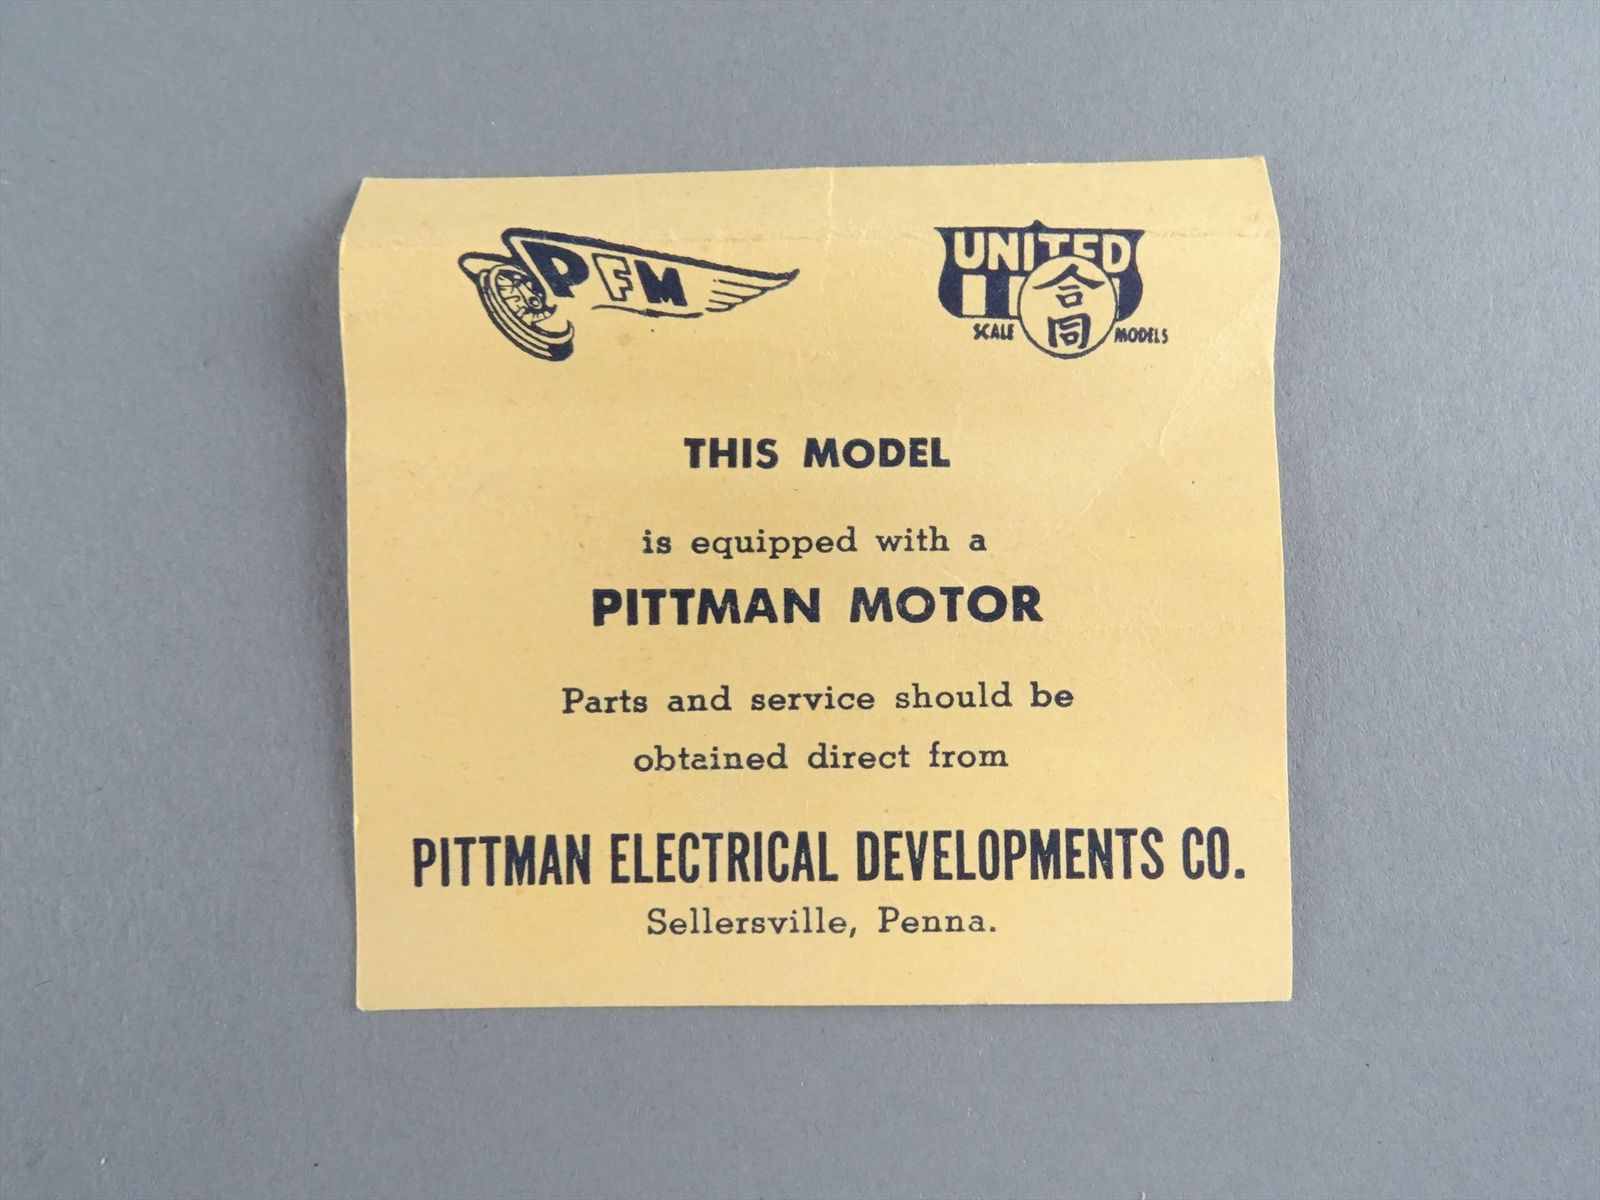 PFM
UNITED
合同
SCALE MODELS
THIS MODEL
is equipped with a
PITTMAN MOTOR
Parts and service should be
obtained direct from
PITTMAN ELECTRICAL DEVELOPMENTS CO.
Sellersville, Penna.